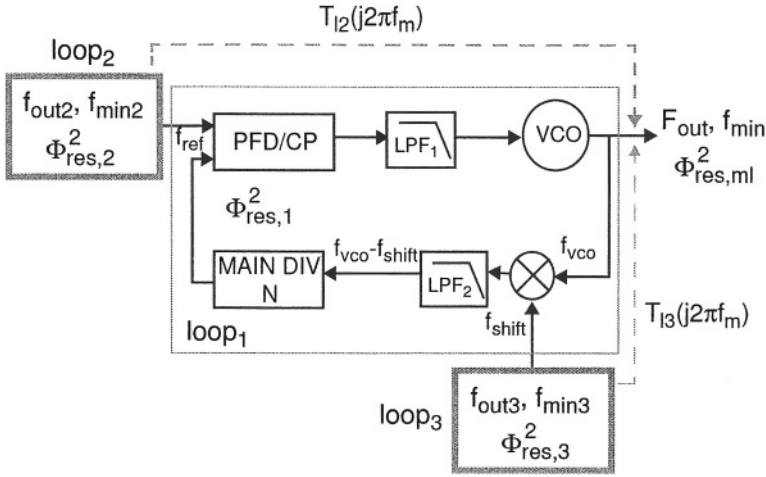 T_l2(j2πf_m)
loop_2
f_out2, f_min2
Φ²_res,2
f_ref
PFD/CP
LPF_1
VCO
F_out, f_min
Φ²_res,ml
Φ²_res,1
MAIN DIV
N
f_vco-f_shift
LPF_2
f_vco
f_shift
loop_1
T_l3(j2πf_m)
loop_3
f_out3, f_min3
Φ²_res,3